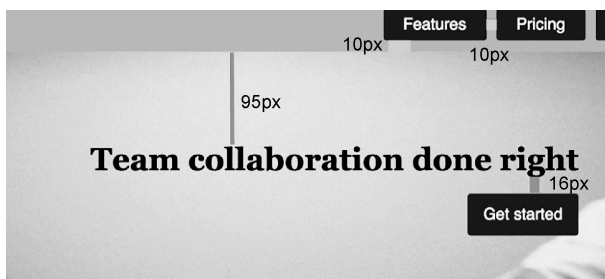 Features Pricing
10px 10px
95px
Team collaboration done right
16px
Get started